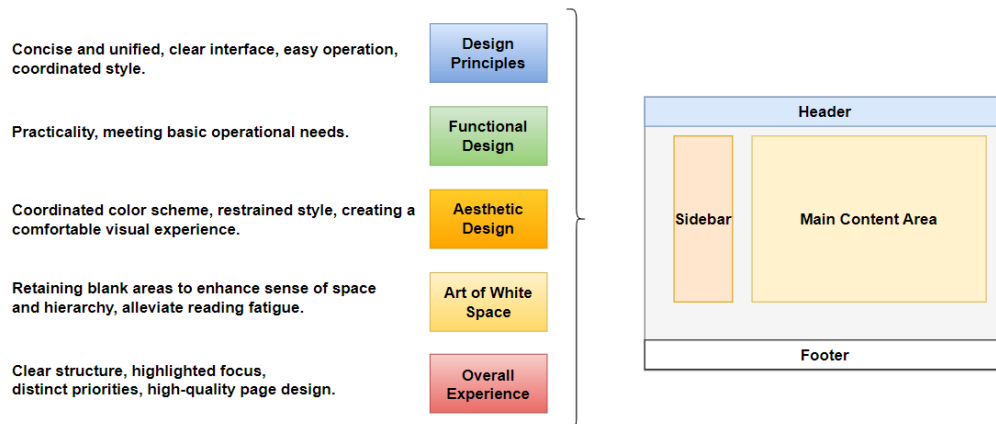 Concise and unified, clear interface, easy operation,
coordinated style.
Design
Principles
Practicality, meeting basic operational needs.
Functional
Design
Coordinated color scheme, restrained style, creating a
comfortable visual experience.
Aesthetic
Design
Retaining blank areas to enhance sense of space
and hierarchy, alleviate reading fatigue.
Art of White
Space
Clear structure, highlighted focus,
distinct priorities, high-quality page design.
Overall
Experience
Header
Sidebar
Main Content Area
Footer